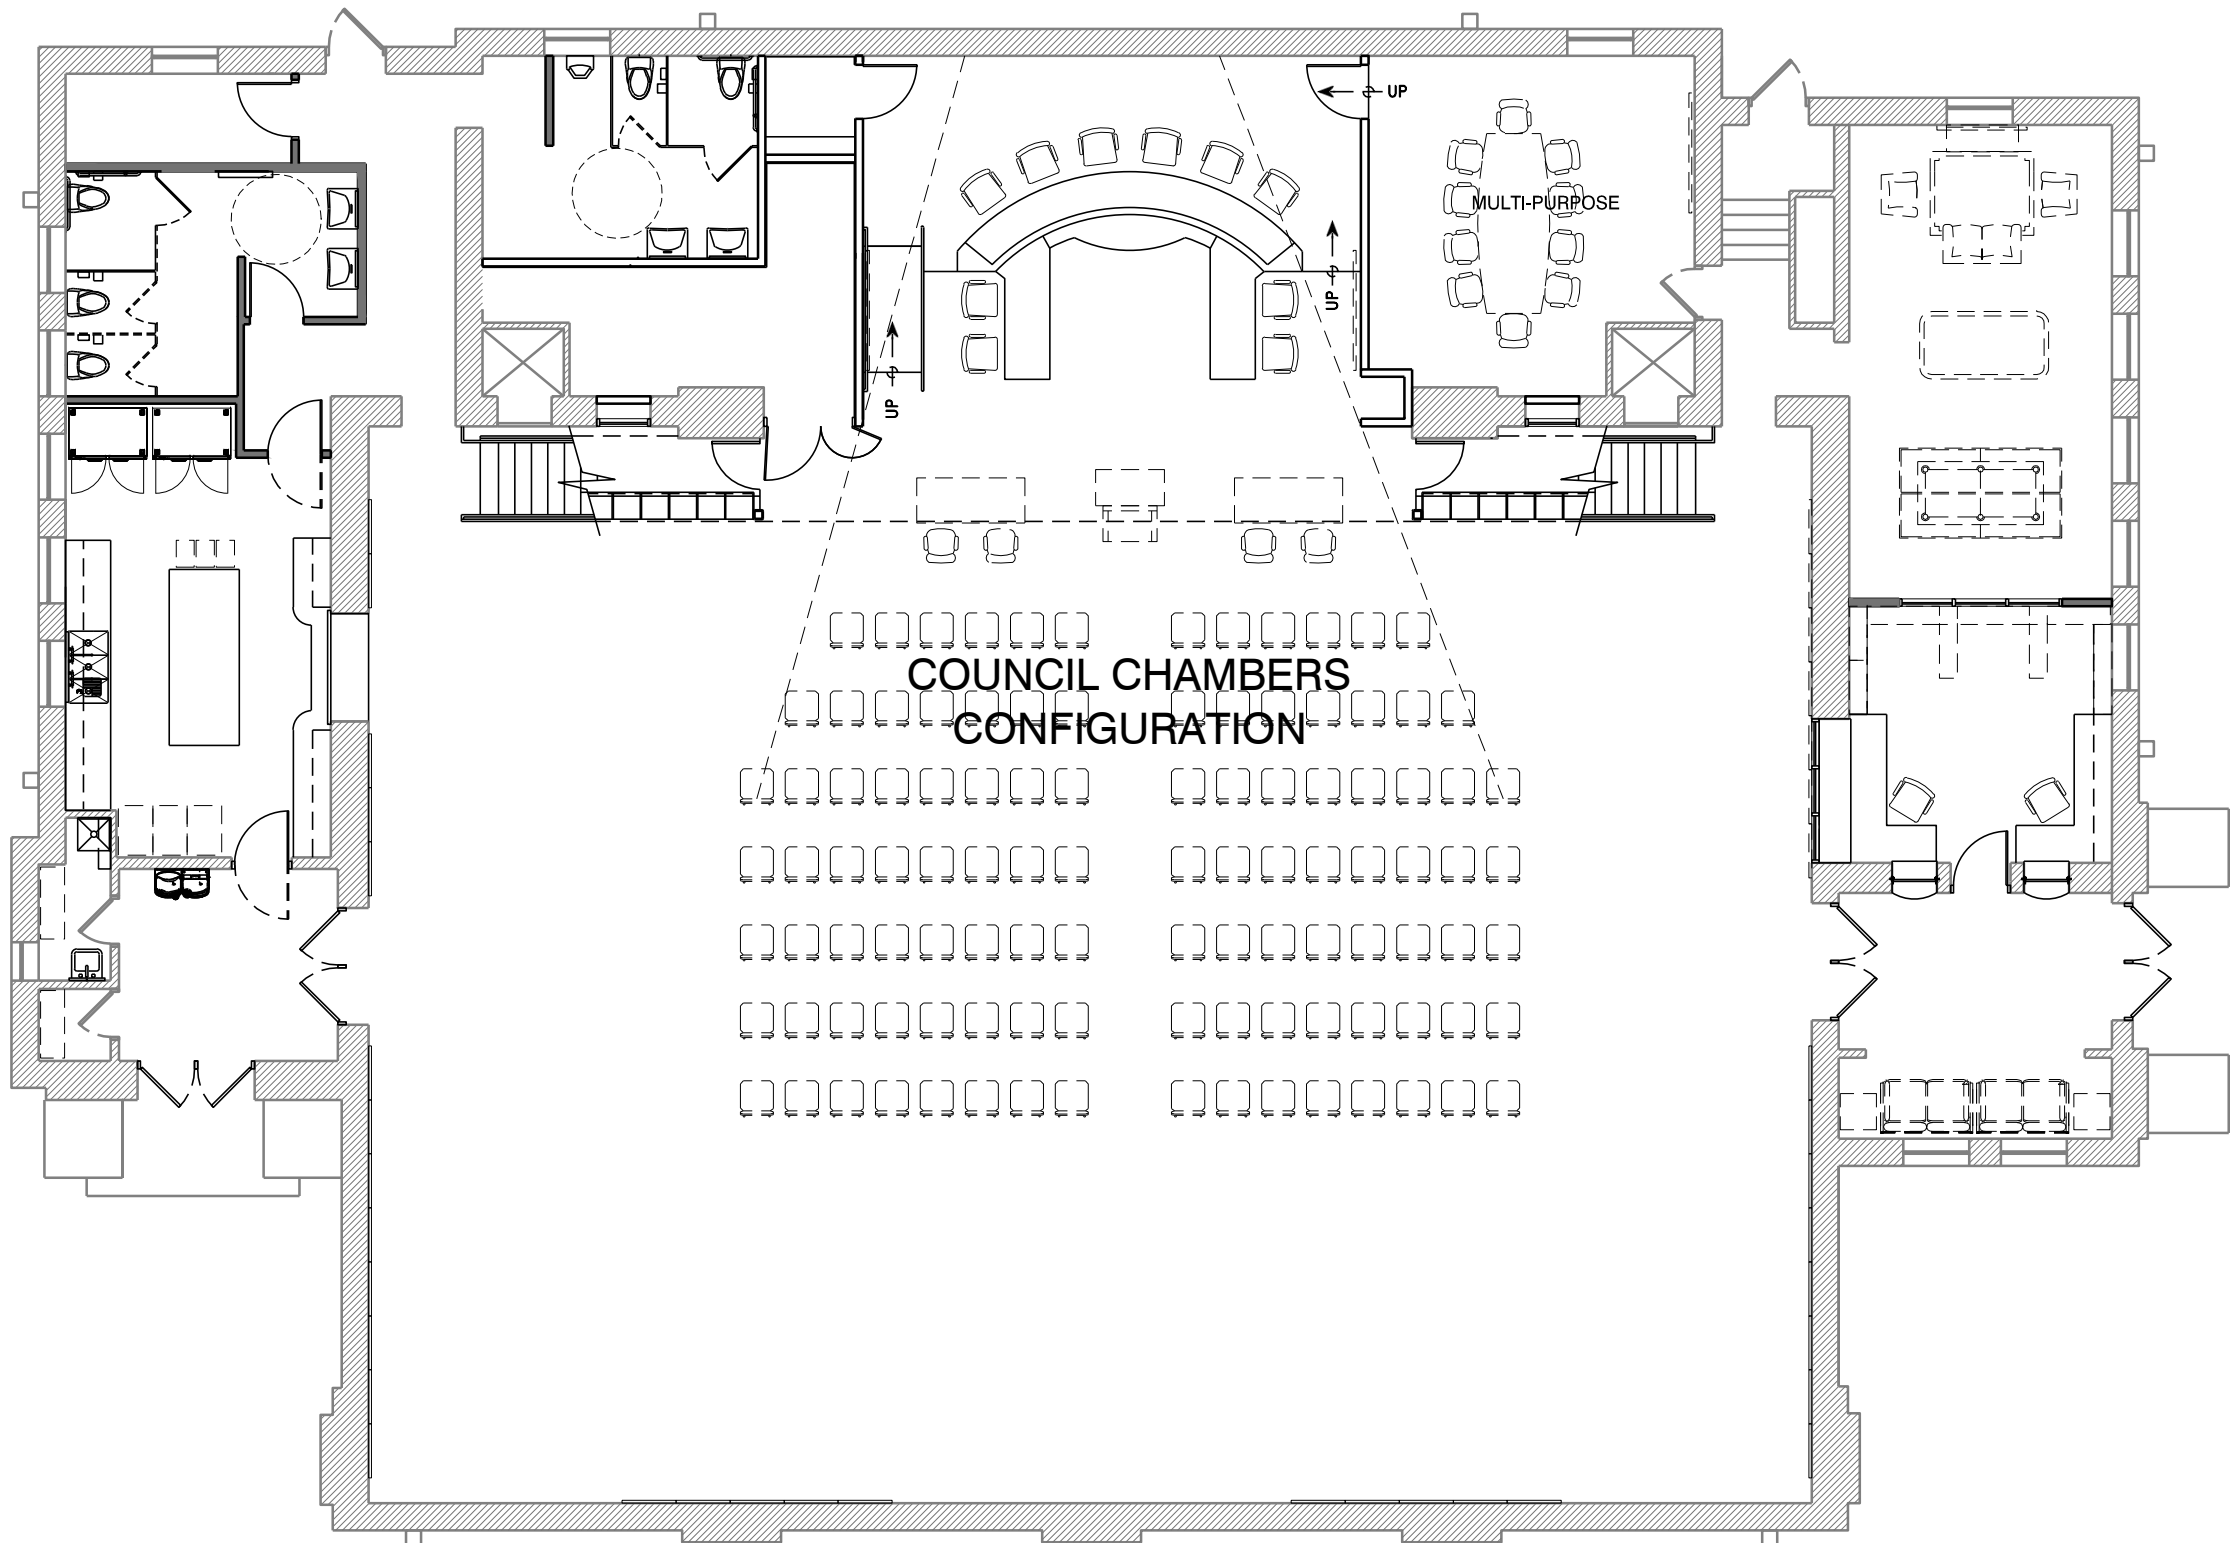 UP
MULTI-PURPOSE
UP
UP
COUNCIL CHAMBERS
CONFIGURATION